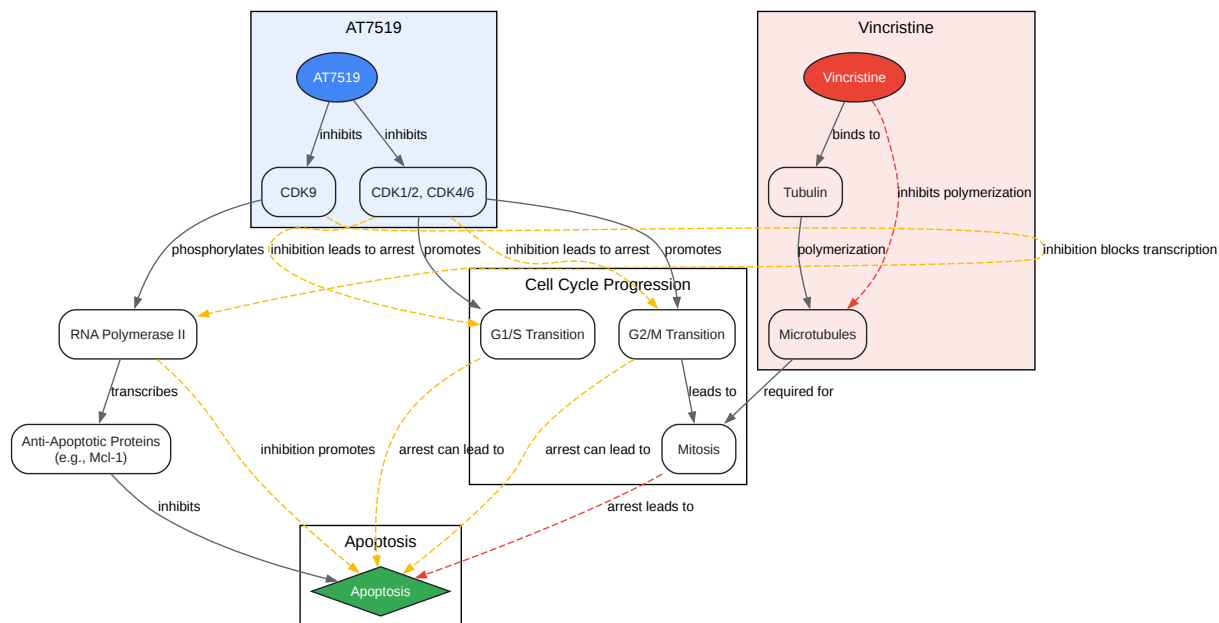 AT7519
Vincristine
AT7519
Vincristine
inhibits
inhibits
binds to
CDK9
CDK1/2, CDK4/6
Tubulin
inhibits polymerization
phosphorylates
inhibition leads to arrest
promotes
inhibition leads to arrest
promotes
polymerization
inhibition blocks transcription
Cell Cycle Progression
RNA Polymerase II
G1/S Transition
G2/M Transition
Microtubules
transcribes
leads to
required for
Anti-Apoptotic Proteins
(e.g., Mcl-1)
inhibition promotes
arrest can lead to
arrest can lead to
Mitosis
inhibits
arrest leads to
Apoptosis
Apoptosis